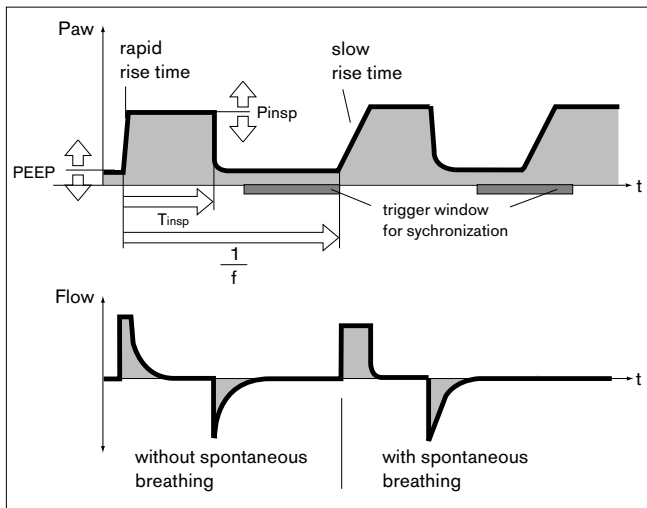 Paw
rapid
rise time
slow
rise time
Pinsp
PEEP
t
Tinsp
trigger window
for sychronization
1
f
Flow
t
without spontaneous
breathing
with spontaneous
breathing